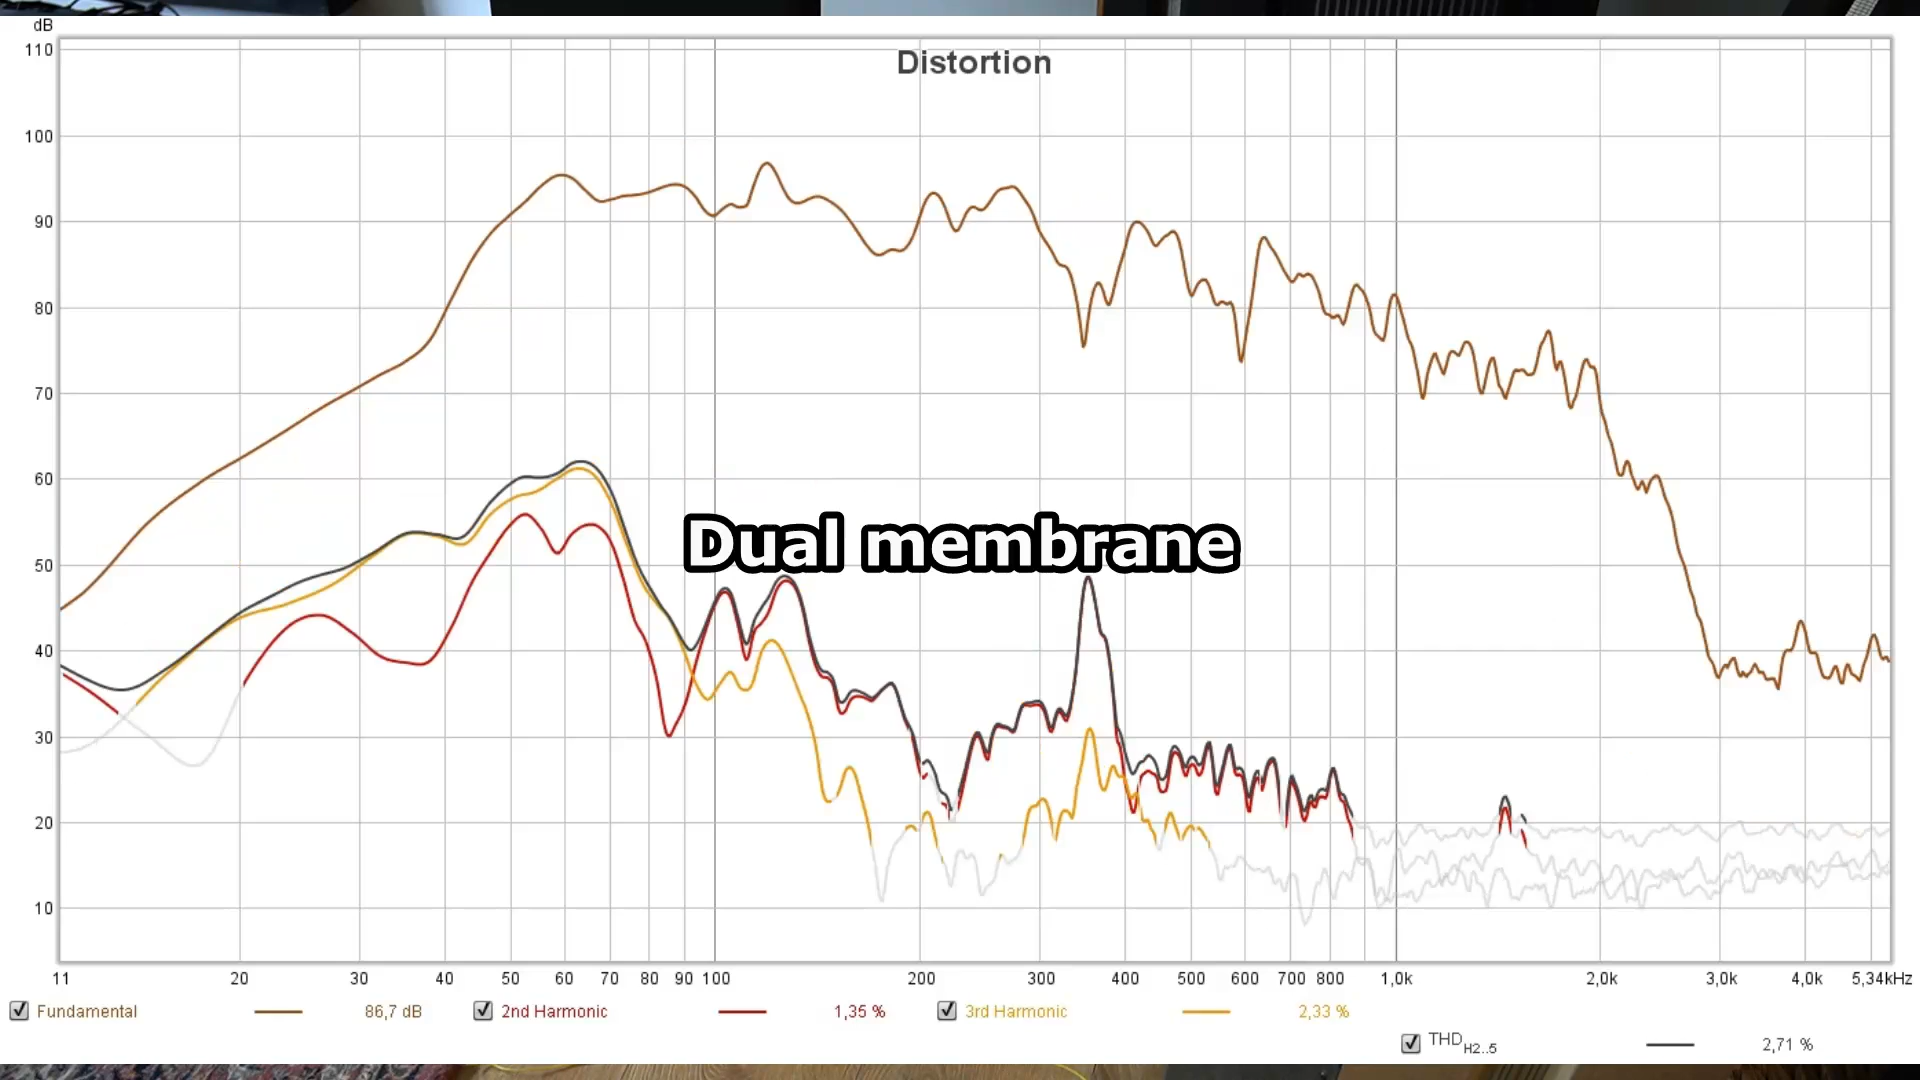 dB
Distortion
110
100
90
80
70
60
50
40
30
20
10
Dual membrane
11 20 30 40 50 60 70 80 90 100 200 300 400 500 600 700 800 1,0k 2,0k 3,0k 4,0k 5,34kHz
Fundamental 86,7 dB 2nd Harmonic 1,35 % 3rd Harmonic 2,33 %
THD H2..5 2,71 %